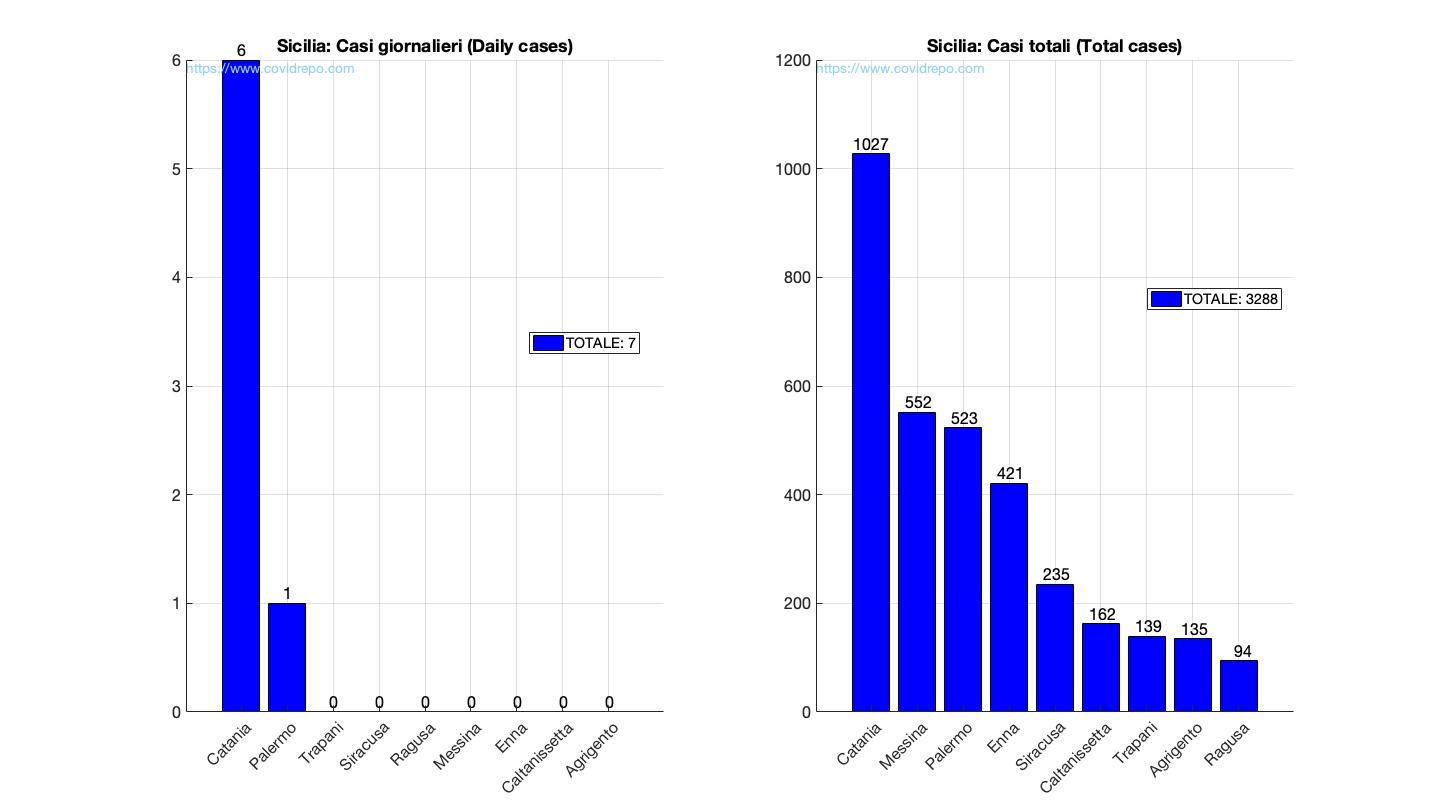 Sicilia: Casi giornalieri (Daily cases)
https://www.covidrepo.com
6
5
4
3
2
1
0
6
1
0
0
0
0
0
0
0
TOTALE: 7
Catania
Palermo
Trapani
Siracusa
Ragusa
Messina
Enna
Caltanissetta
Agrigento
Sicilia: Casi totali (Total cases)
https://www.covidrepo.com
1200
1000
800
600
400
200
0
1027
552
523
421
235
162
139
135
94
TOTALE: 3288
Catania
Messina
Palermo
Enna
Siracusa
Caltanissetta
Trapani
Agrigento
Ragusa